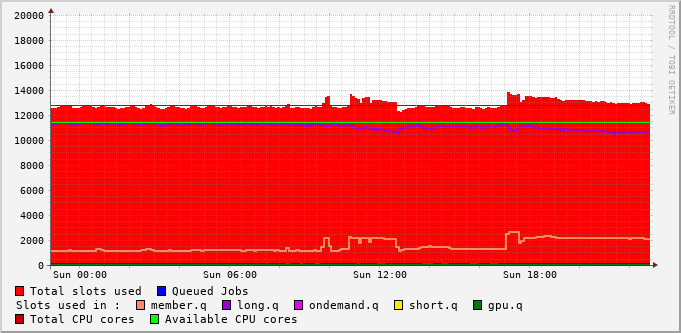 20000
18000
16000
14000
12000
10000
8000
6000
4000
2000
0
Sun 00:00 Sun 06:00 Sun 12:00 Sun 18:00
RRDTOOL / TOBI OETIKER
Total slots used Queued Jobs
Slots used in : member.q long.q ondemand.q short.q gpu.q
Total CPU cores Available CPU cores